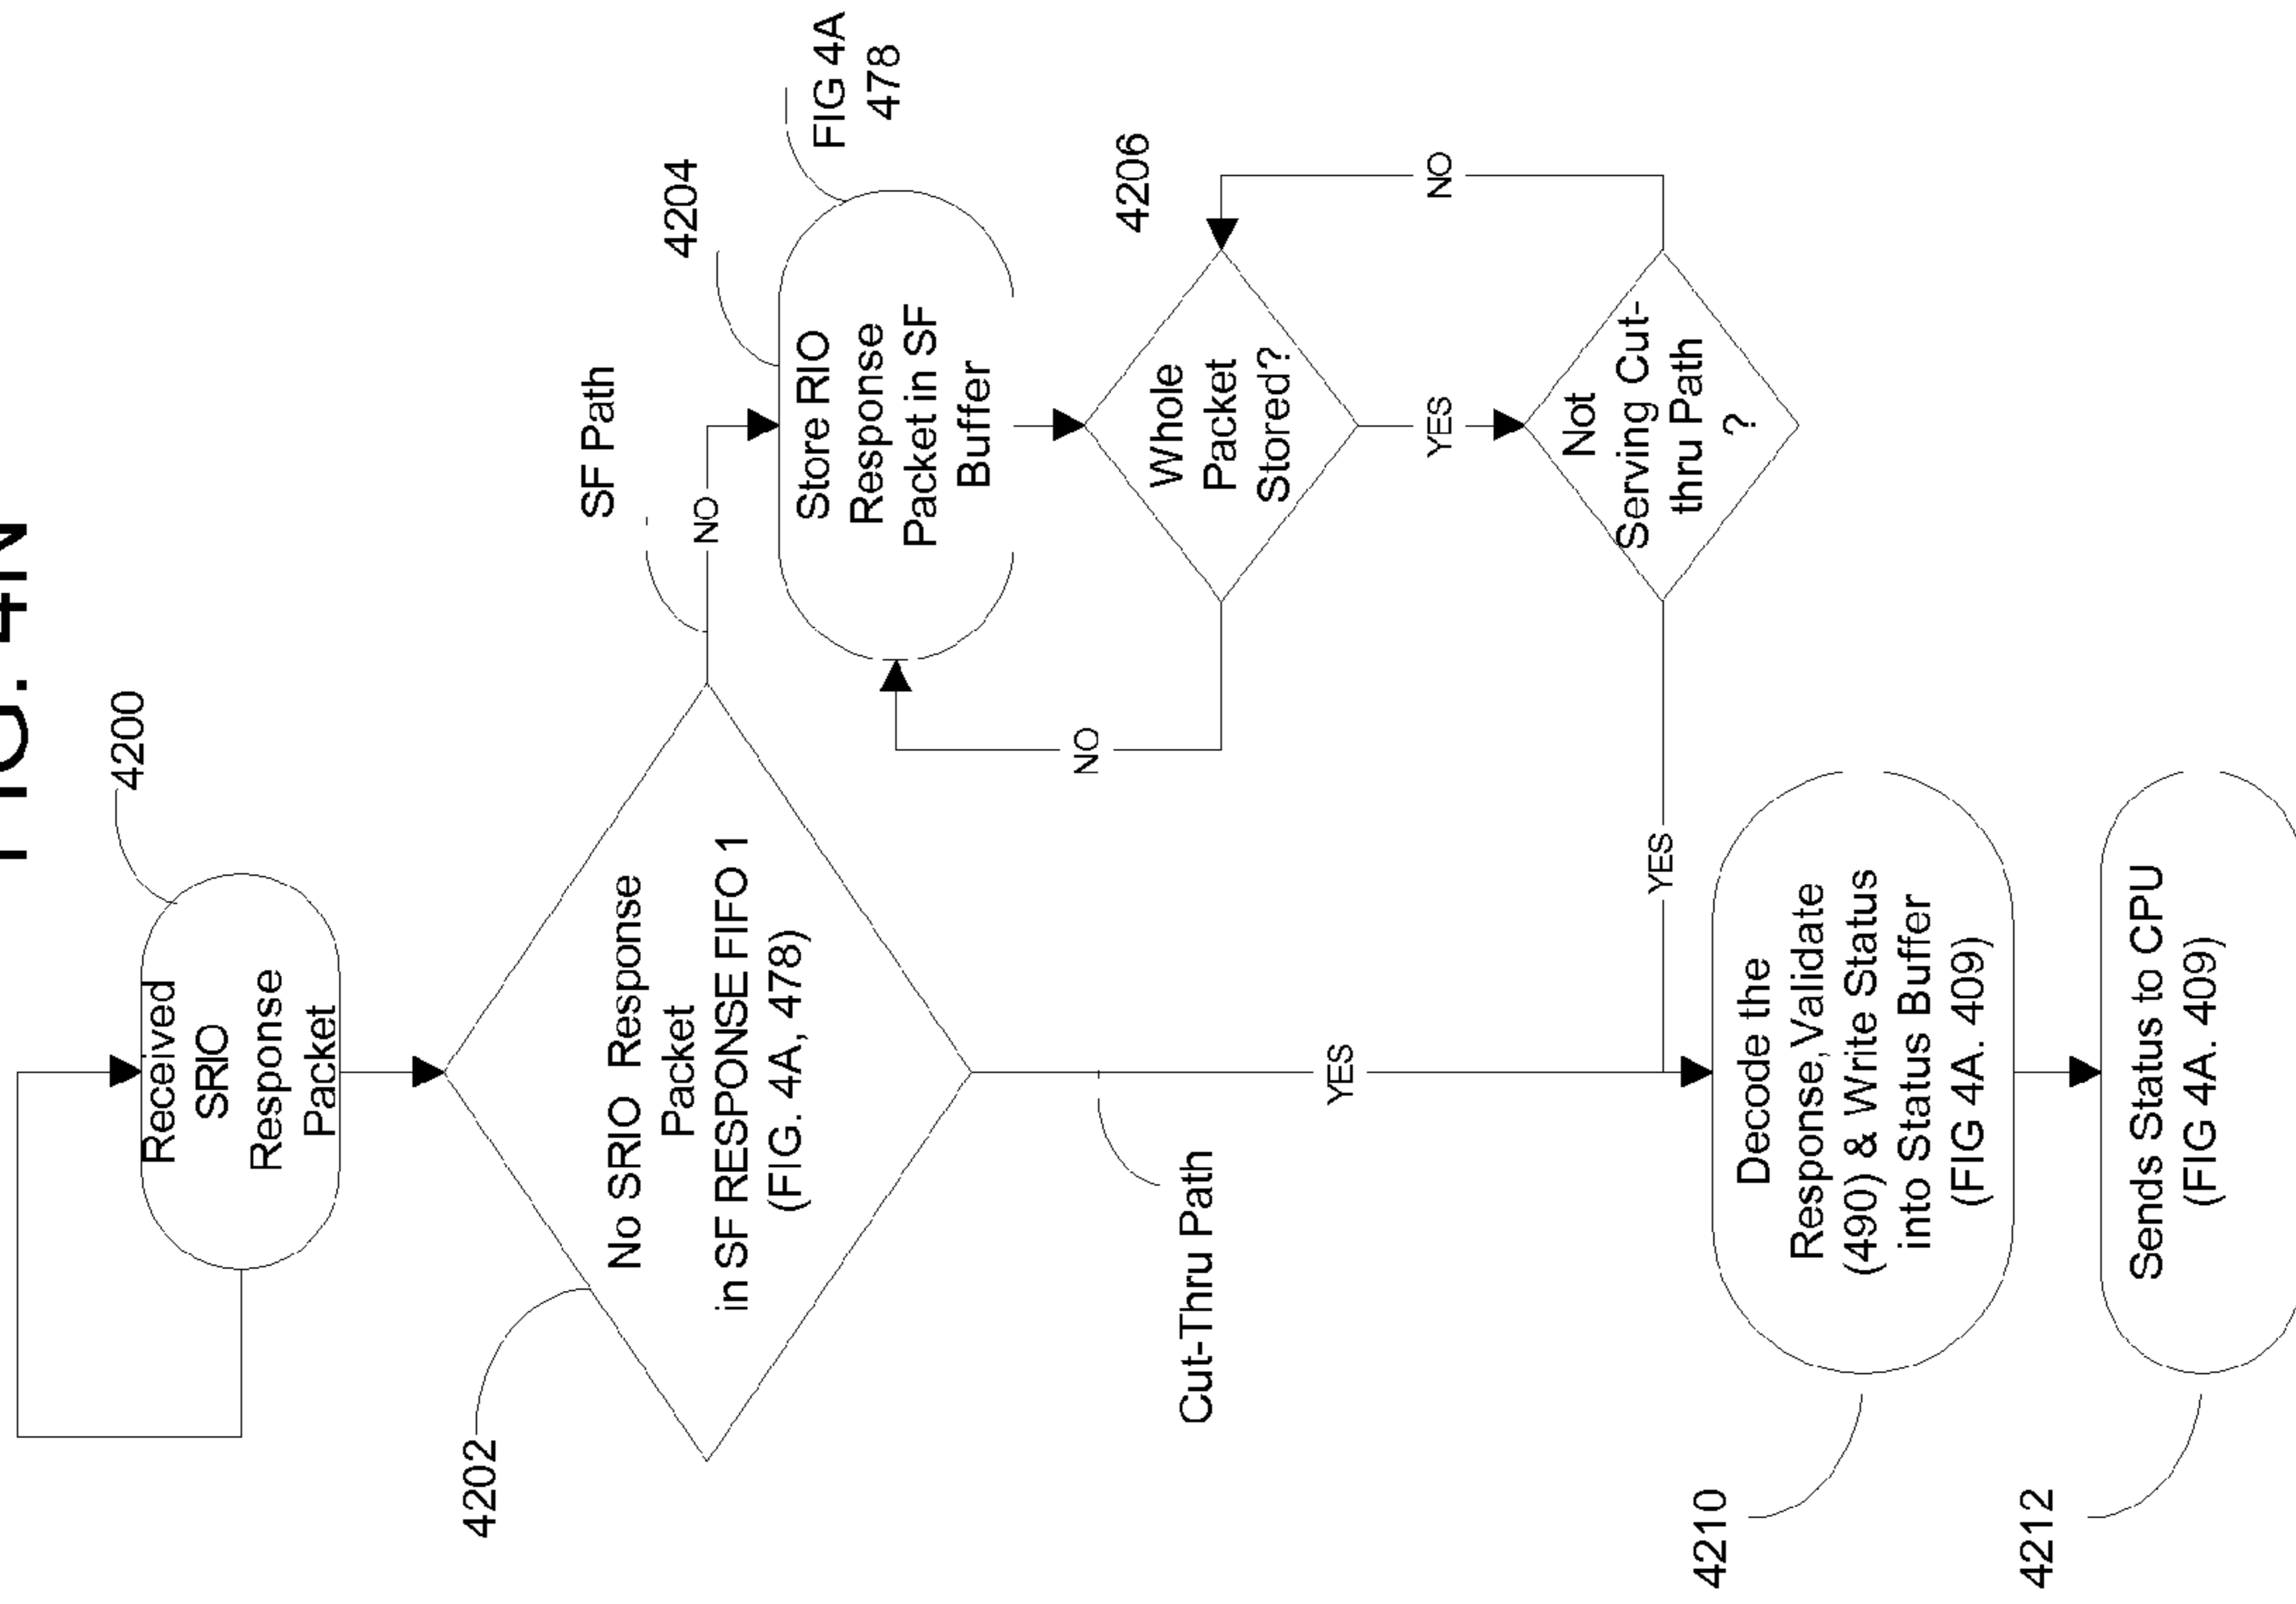 FIG. 4N
4200
Received
SRIO
Response
Packet
4202
No SRIO Response
Packet
in SF RESPONSE FIFO 1
(FIG. 4A, 478)
SF Path
NO
4204
FIG 4A
478
Store RIO
Response
Packet in SF
Buffer
4206
Whole
Packet
Stored?
NO
YES
NO
Not
Serving Cut-
thru Path
?
Cut-Thru Path
YES
YES
4210
Decode the
Response,Validate
(490) & Write Status
into Status Buffer
(FIG 4A. 409)
4212
Sends Status to CPU
(FIG 4A. 409)